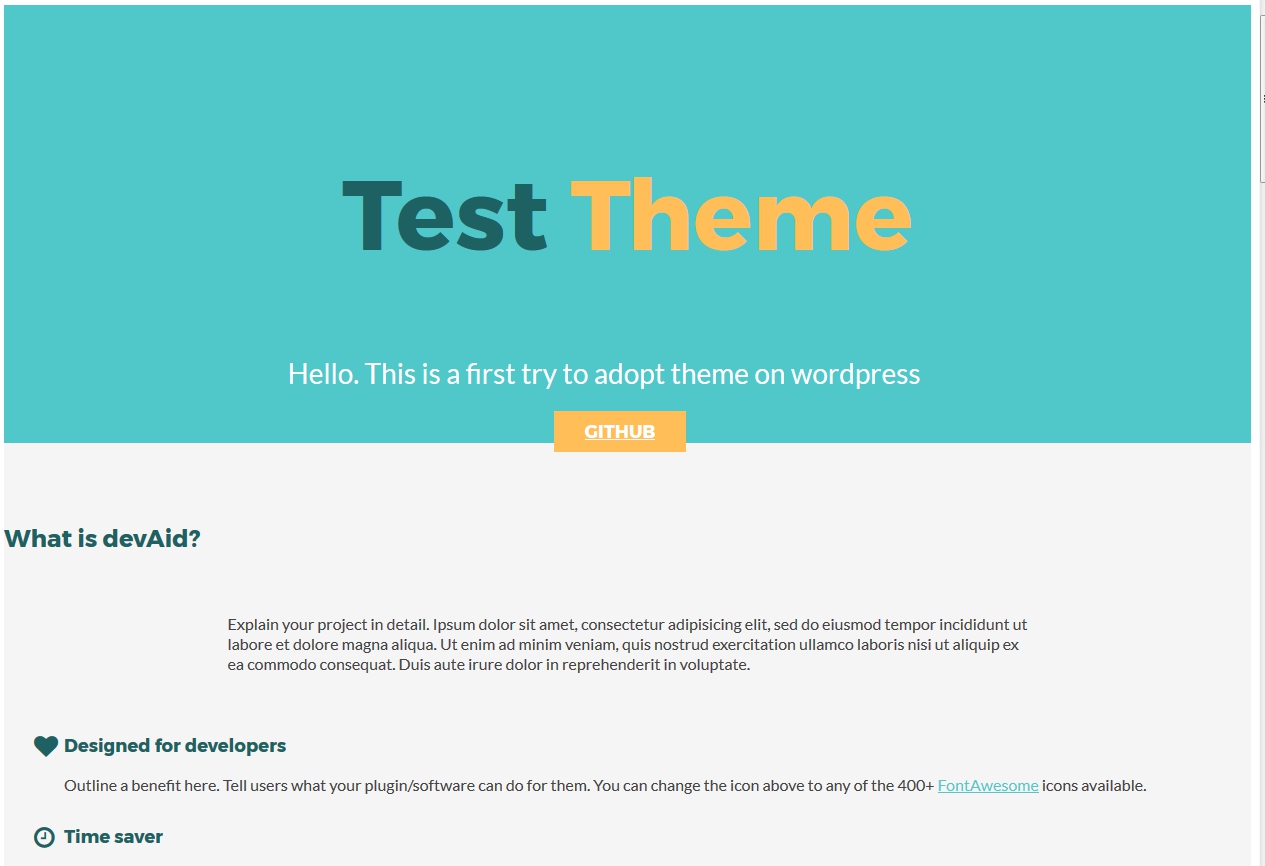 Test Theme
Hello. This is a first try to adopt theme on wordpress
GITHUB
What is devAid?
Explain your project in detail. Ipsum dolor sit amet, consectetur adipisicing elit, sed do eiusmod tempor incididunt ut
labore et dolore magna aliqua. Ut enim ad minim veniam, quis nostrud exercitation ullamco laboris nisi ut aliquip ex
ea commodo consequat. Duis aute irure dolor in reprehenderit in voluptate.
Designed for developers
Outline a benefit here. Tell users what your plugin/software can do for them. You can change the icon above to any of the 400+ FontAwesome icons available.
Time saver